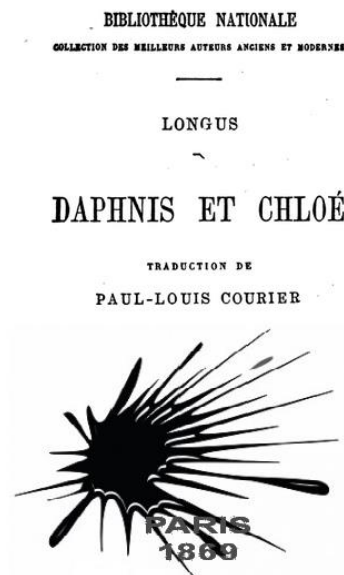 BIBLIOTHÈQUE NATIONALE
COLLECTION DES MEILLEURS AUTEURS ANCIENS ET MODERNES
LONGUS
DAPHNIS ET CHLOÉ
TRADUCTION DE
PAUL-LOUIS COURIER
PARIS
1869